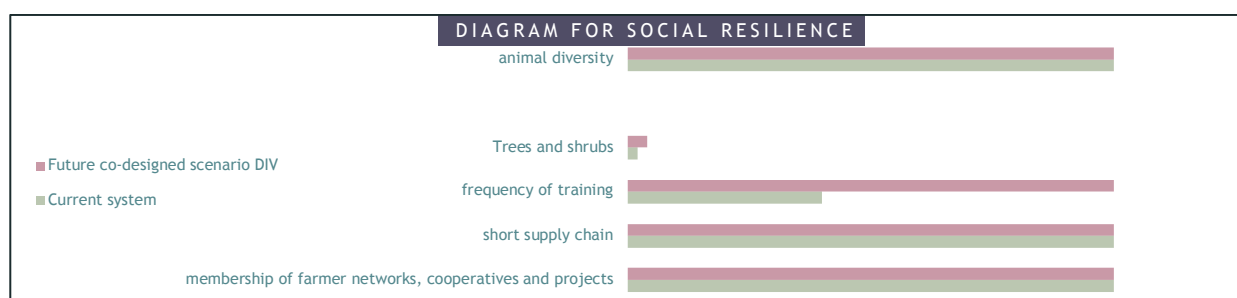 DIAGRAM FOR SOCIAL RESILIENCE
animal diversity
Trees and shrubs
Future co-designed scenario DIV
frequency of training
Current system
short supply chain
membership of farmer networks, cooperatives and projects